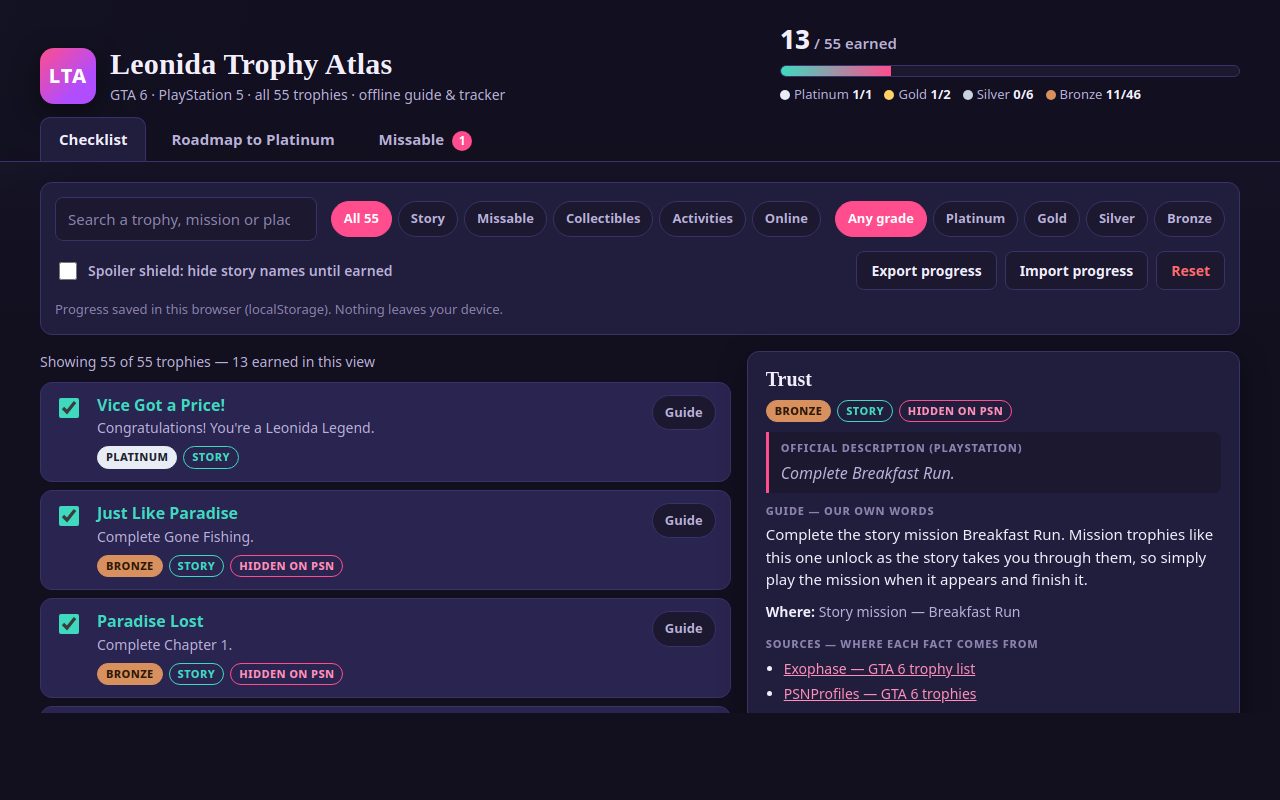 LTA
Leonida Trophy Atlas
GTA 6 · PlayStation 5 · all 55 trophies · offline guide & tracker
13 / 55 earned
Platinum 1/1 Gold 1/2 Silver 0/6 Bronze 11/46
Checklist Roadmap to Platinum Missable 1
Search a trophy, mission or plac
All 55 Story Missable Collectibles Activities Online Any grade Platinum Gold Silver Bronze
Spoiler shield: hide story names until earned
Export progress Import progress Reset
Progress saved in this browser (localStorage). Nothing leaves your device.
Showing 55 of 55 trophies — 13 earned in this view
Vice Got a Price!
Guide
Congratulations! You're a Leonida Legend.
PLATINUM STORY
Just Like Paradise
Guide
Complete Gone Fishing.
BRONZE STORY HIDDEN ON PSN
Paradise Lost
Guide
Complete Chapter 1.
BRONZE STORY HIDDEN ON PSN
Trust
BRONZE STORY HIDDEN ON PSN
OFFICIAL DESCRIPTION (PLAYSTATION)
Complete Breakfast Run.
GUIDE — OUR OWN WORDS
Complete the story mission Breakfast Run. Mission trophies like
this one unlock as the story takes you through them, so simply
play the mission when it appears and finish it.
Where: Story mission — Breakfast Run
SOURCES — WHERE EACH FACT COMES FROM
Exophase — GTA 6 trophy list
PSNProfiles — GTA 6 trophies